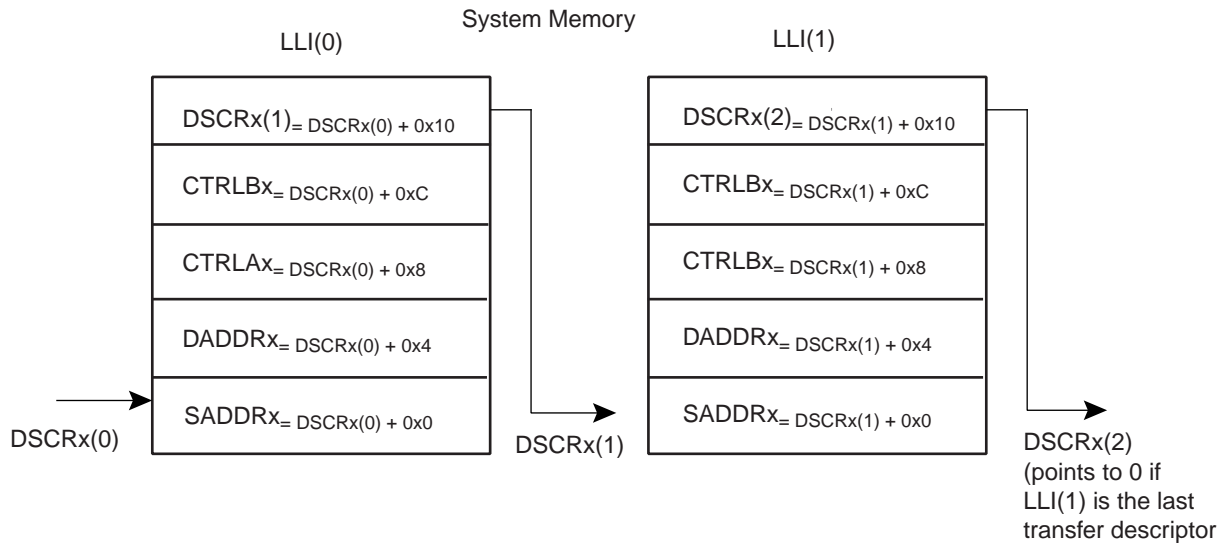 System Memory
LLI(0)
LLI(1)
DSCRx(1)= DSCRx(0) + 0x10
CTRLBx= DSCRx(0) + 0xC
CTRLAx= DSCRx(0) + 0x8
DADDRx= DSCRx(0) + 0x4
SADDRx= DSCRx(0) + 0x0
DSCRx(0)
DSCRx(1)
DSCRx(2)= DSCRx(1) + 0x10
CTRLBx= DSCRx(1) + 0xC
CTRLBx= DSCRx(1) + 0x8
DADDRx= DSCRx(1) + 0x4
SADDRx= DSCRx(1) + 0x0
DSCRx(2)
(points to 0 if
LLI(1) is the last
transfer descriptor